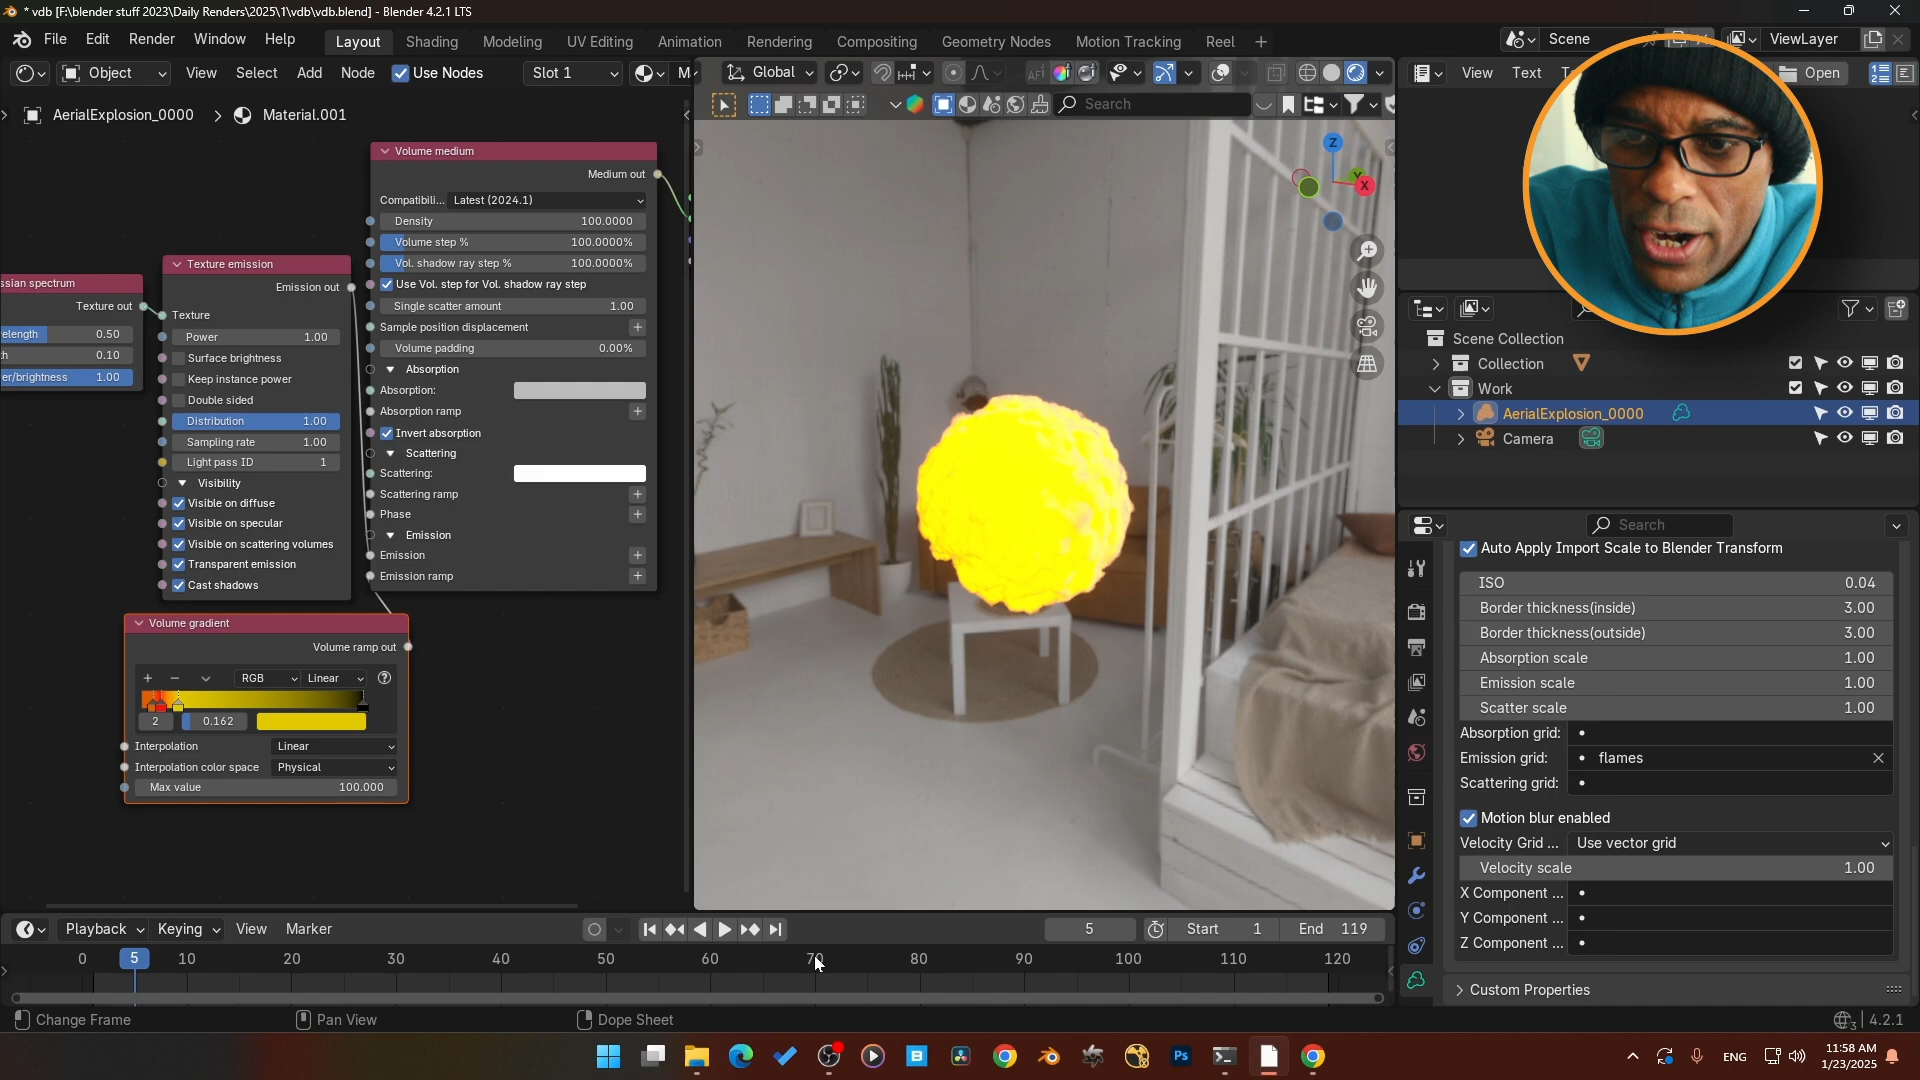 * vdb [F:\blender stuff 2023\Daily Renders\2025\1\vdb\vdb.blend] - Blender 4.2.1 LTS
File Edit Render Window Help
Layout Sculpting Modeling UV Editing Animation Rendering Compositing Geometry Nodes Motion Tracking Reel
Scene
ViewLayer
Object View Select Add Node Use Nodes Slot 1
Global
View Text
Open
AerialExplosion_0000 > Material.001
Search
Volume medium
Medium out
Compatibili... Latest (2024.1)
Density 100.0000
Volume step % 100.0000%
Vol. shadow ray step % 100.0000%
Use Vol. step for Vol. shadow ray step
Single scatter amount 1.00
Sample position displacement
Volume padding 0.00%
Absorption
Absorption:
Absorption ramp
Invert absorption
Scattering
Scattering:
Scattering ramp
Phase
Emission
Emission
Emission ramp
ssian spectrum
Texture out
elength 0.50
th 0.10
er/brightness 1.00
Texture emission
Emission out
Texture
Power 1.00
Surface brightness
Keep instance power
Double sided
Distribution 1.00
Sampling rate 1.00
Light pass ID 1
Visibility
Visible on diffuse
Visible on specular
Visible on scattering volumes
Transparent emission
Cast shadows
Volume gradient
Volume ramp out
RGB Linear
2 0.162
Interpolation Linear
Interpolation color space Physical
Max value 100.000
Z
Y
X
Scene Collection
Collection
Work
AerialExplosion_0000
Camera
Search
Auto Apply Import Scale to Blender Transform
ISO 0.04
Border thickness(inside) 3.00
Border thickness(outside) 3.00
Absorption scale 1.00
Emission scale 1.00
Scatter scale 1.00
Absorption grid:
Emission grid: flames
Scattering grid:
Motion blur enabled
Velocity Grid ... Use vector grid
Velocity scale 1.00
X Component ...
Y Component ...
Z Component ...
Custom Properties
Playback Keying View Marker
5
Start 1 End 119
0 5 10 20 30 40 50 60 70 80 90 100 110 120
Change Frame
Pan View
Dope Sheet
3 4.2.1
Ps
ENG
11:58 AM
1/23/2025